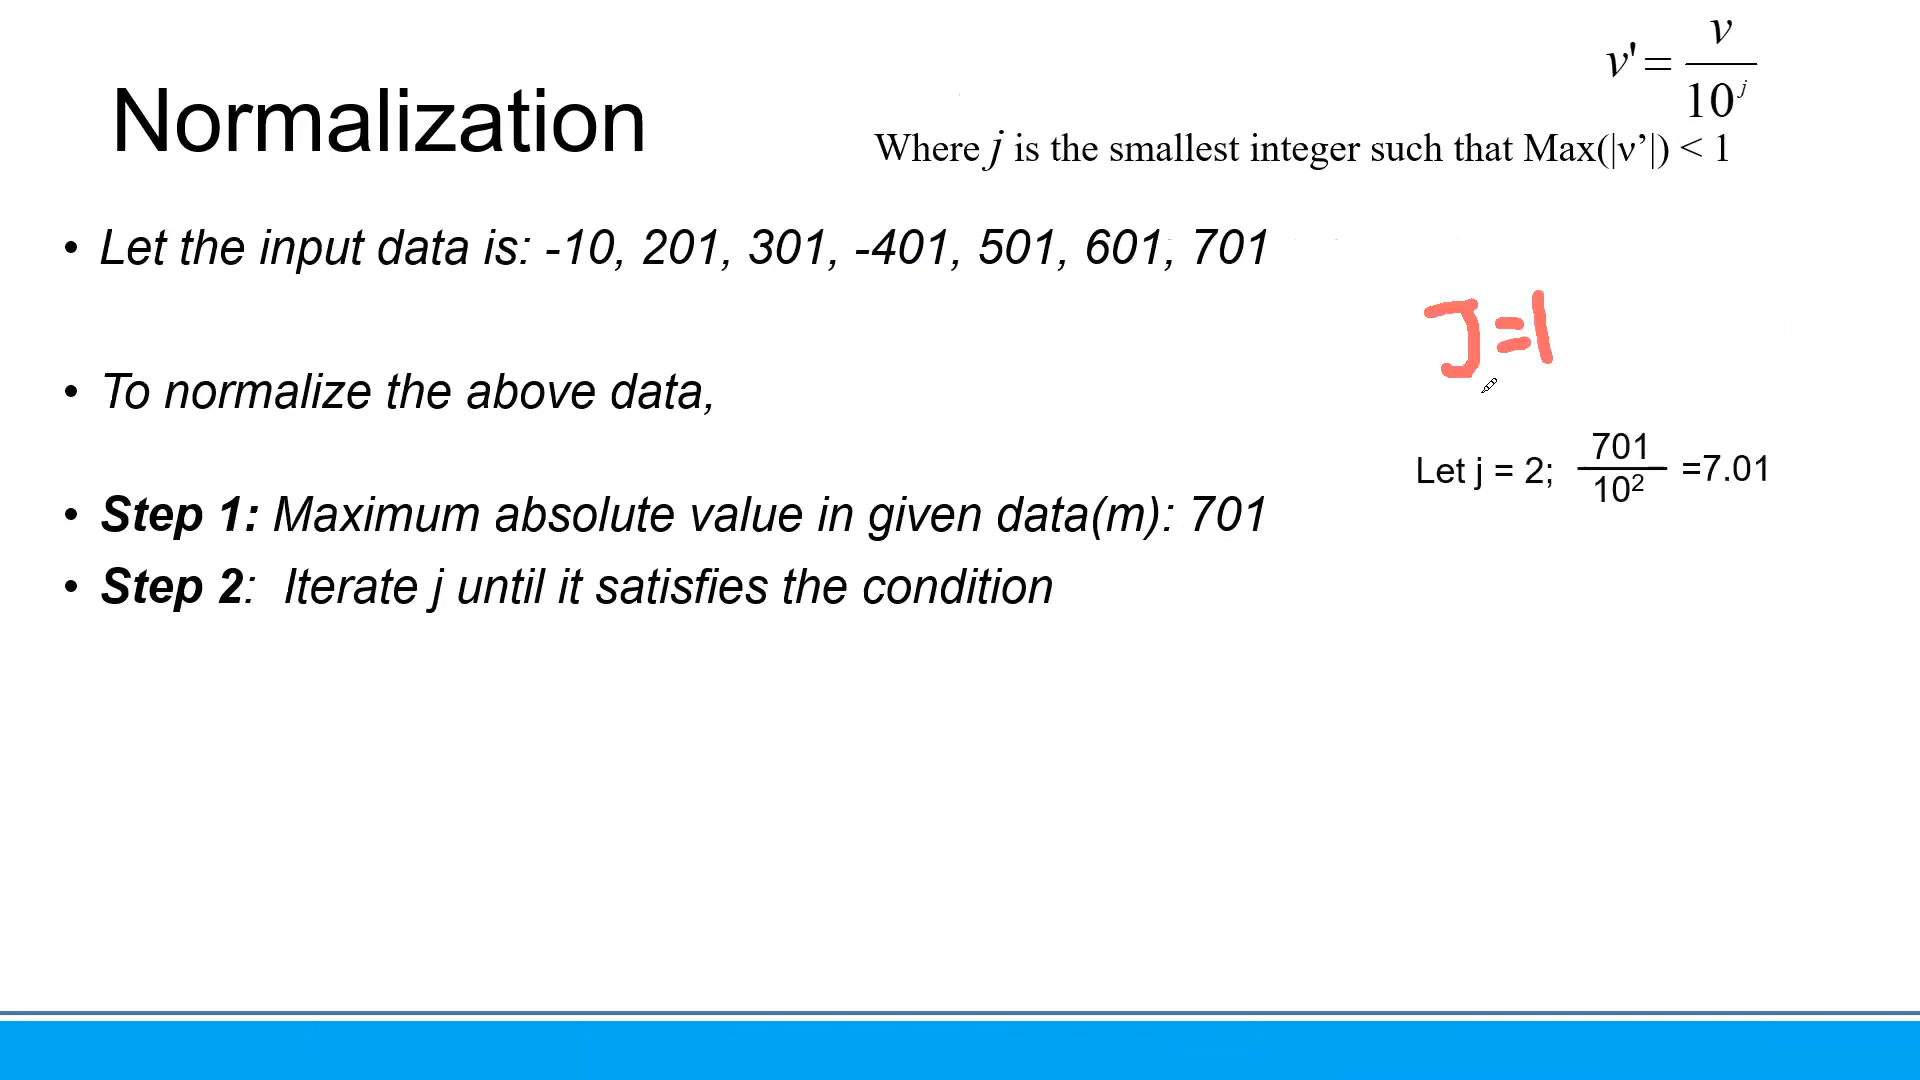 v' = v / 10^j
Normalization
Where j is the smallest integer such that Max(|v’|) < 1
• Let the input data is: -10, 201, 301, -401, 501, 601, 701
J=1
• To normalize the above data,
Let j = 2; 701 / 10² =7.01
• Step 1: Maximum absolute value in given data(m): 701
• Step 2: Iterate j until it satisfies the condition